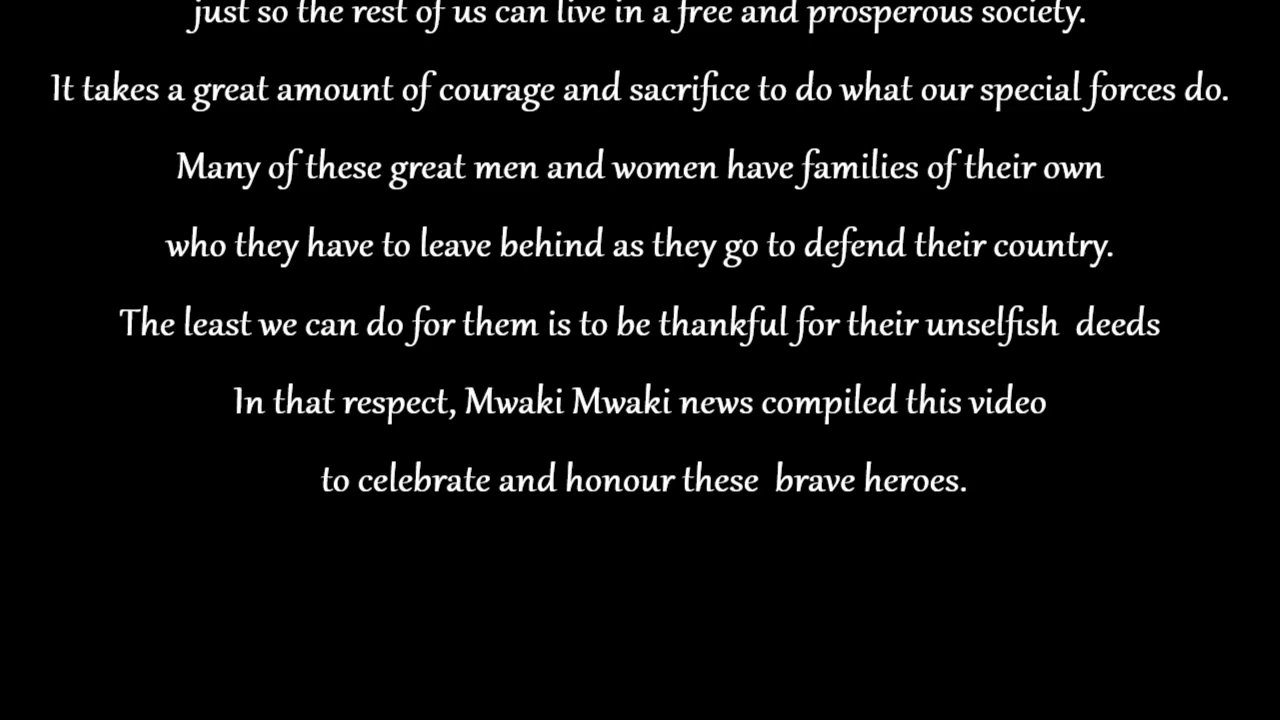 just so the rest of us can live in a free and prosperous society.
It takes a great amount of courage and sacrifice to do what our special forces do.
Many of these great men and women have families of their own
who they have to leave behind as they go to defend their country.
The least we can do for them is to be thankful for their unselfish  deeds
In that respect, Mwaki Mwaki news compiled this video
to celebrate and honour these  brave heroes.